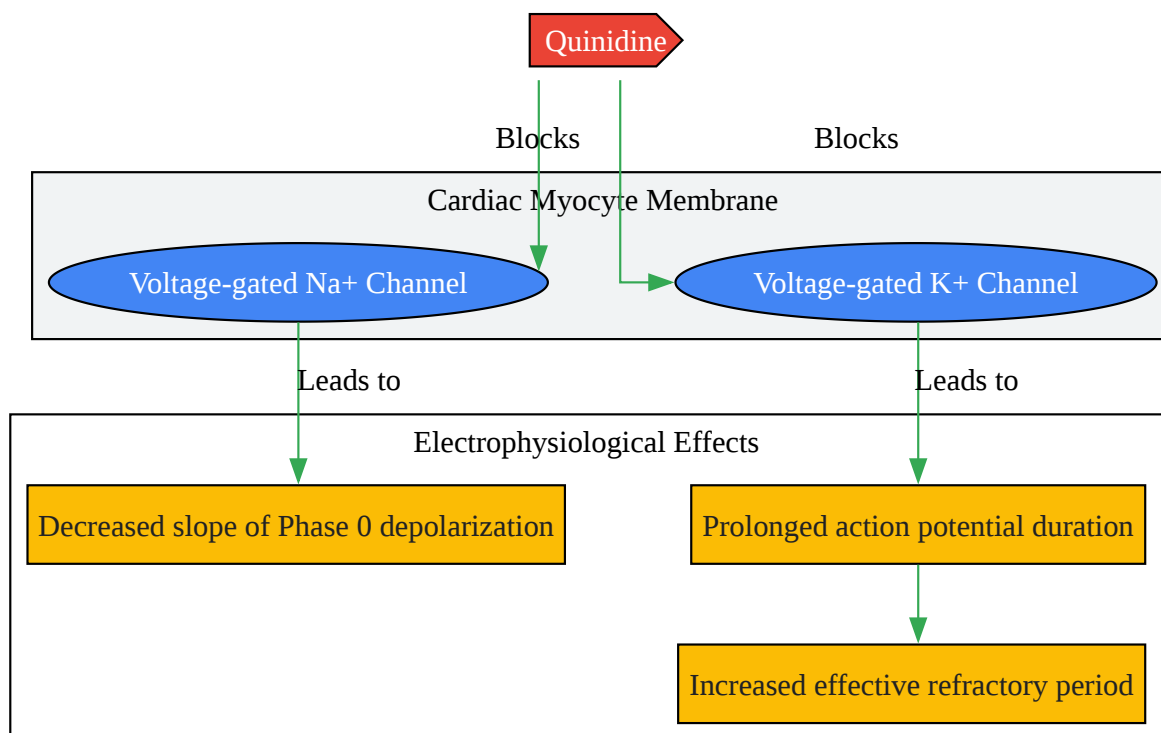 Quinidine
Blocks
Blocks
Cardiac Myocyte Membrane
Voltage-gated Na+ Channel
Voltage-gated K+ Channel
Leads to
Leads to
Electrophysiological Effects
Decreased slope of Phase 0 depolarization
Prolonged action potential duration
Increased effective refractory period